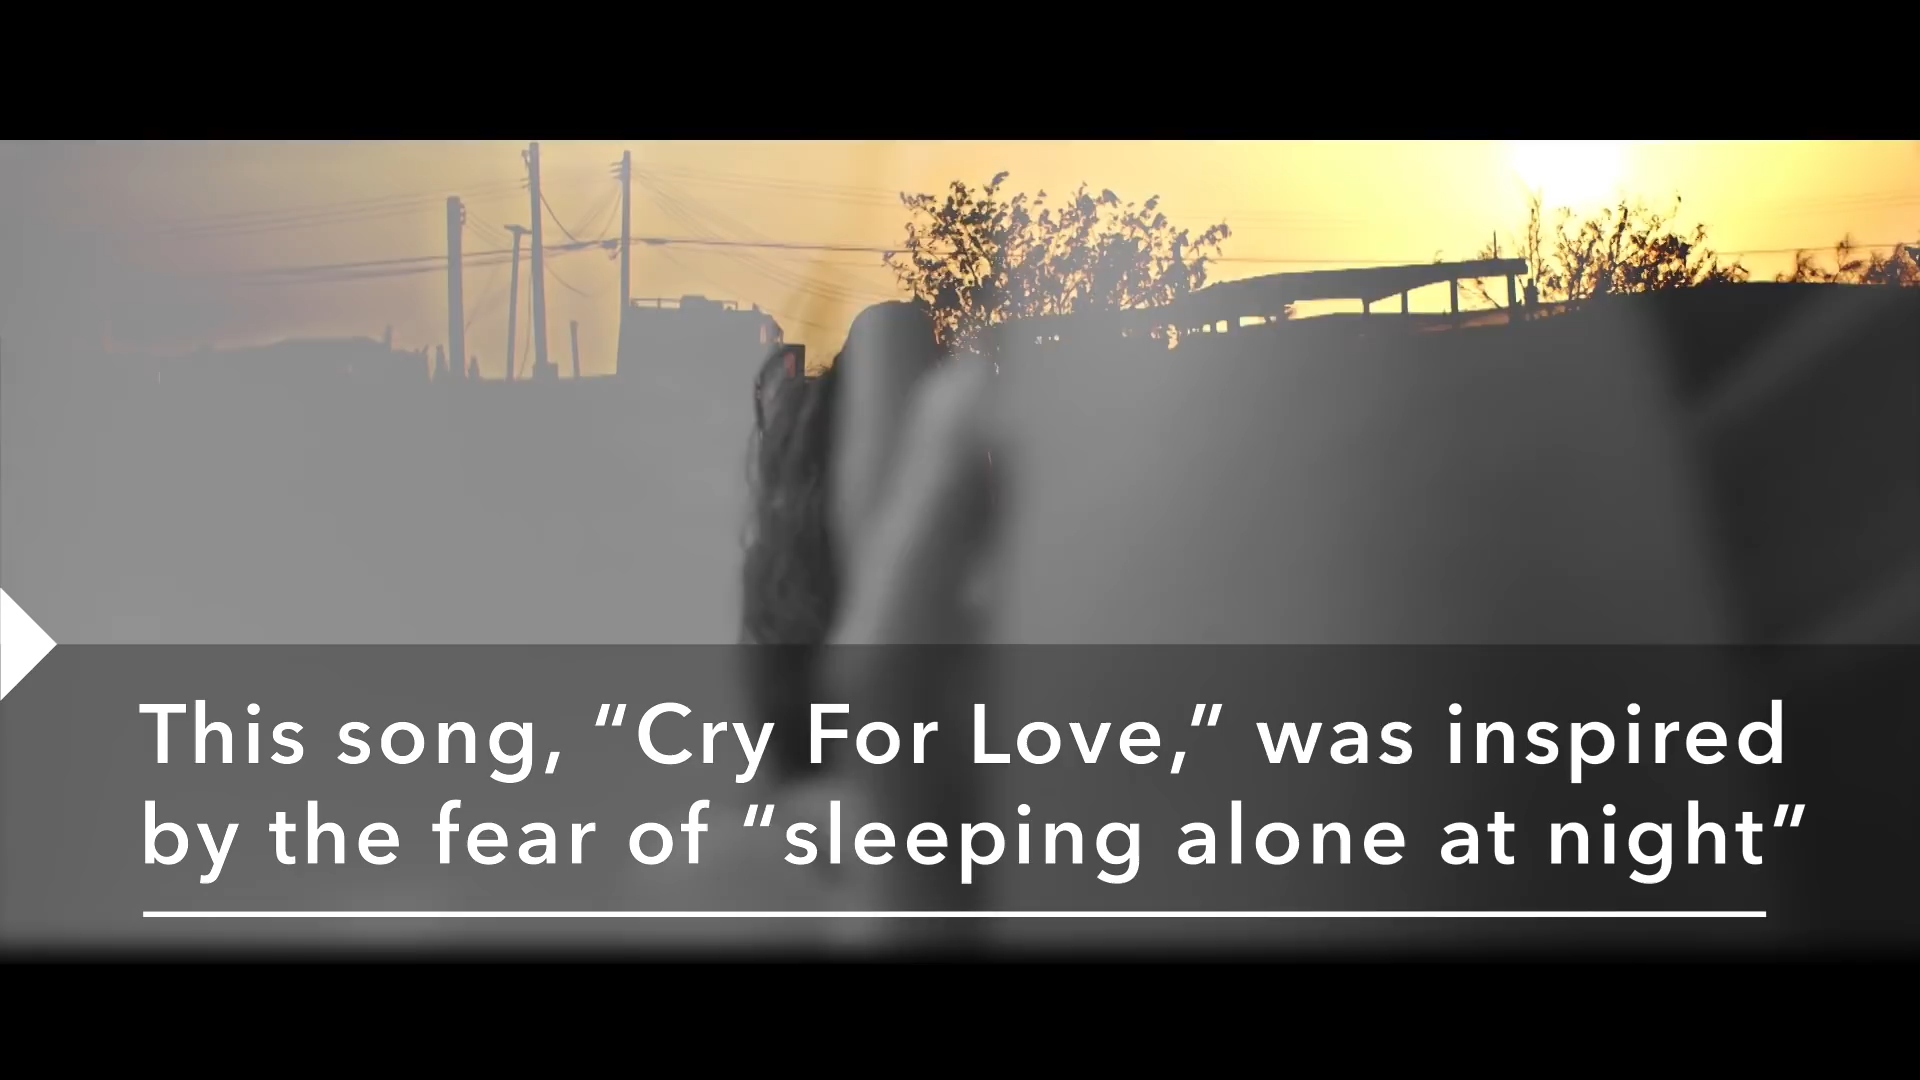 This song, “Cry For Love,” was inspired
by the fear of “sleeping alone at night”